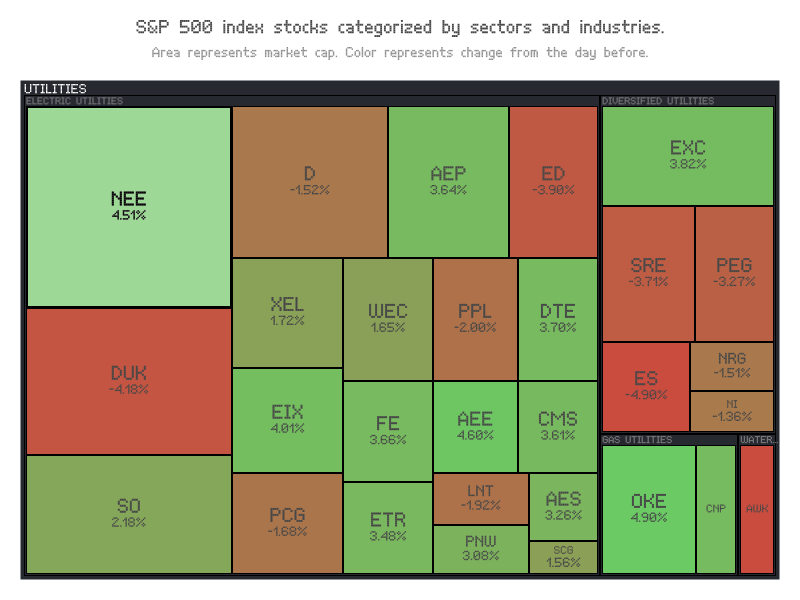 S&P 500 index stocks categorized by sectors and industries.
Area represents market cap. Color represents change from the day before.
UTILITIES
ELECTRIC UTILITIES
NEE
4.51%
DUK
-4.18%
SO
2.18%
D
-1.52%
AEP
3.64%
ED
-3.90%
XEL
1.72%
EIX
4.01%
PCG
-1.68%
WEC
1.65%
FE
3.66%
ETR
3.48%
PPL
-2.00%
DTE
3.70%
AEE
4.60%
CMS
3.61%
LNT
-1.92%
PNW
3.08%
AES
3.26%
SCG
1.56%
DIVERSIFIED UTILITIES
EXC
3.82%
SRE
-3.71%
PEG
-3.27%
ES
-4.90%
NRG
-1.51%
NI
-1.36%
GAS UTILITIES
OKE
4.90%
CNP
WATER...
AWK